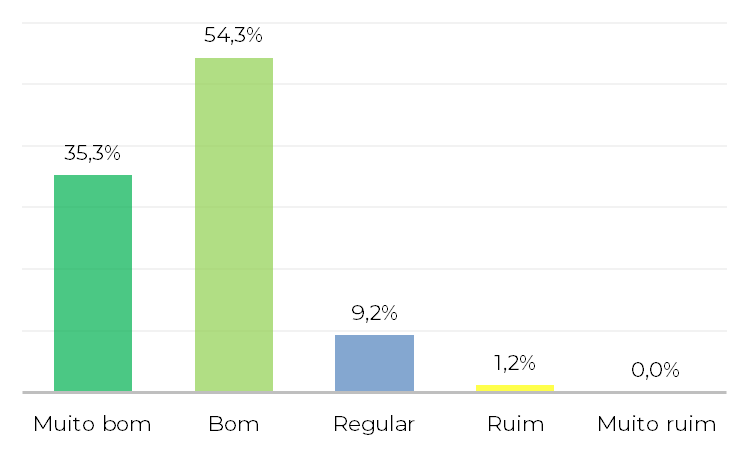 54,3%
35,3%
9,2%
1,2%
0,0%
Muito bom
Bom
Regular
Ruim
Muito ruim